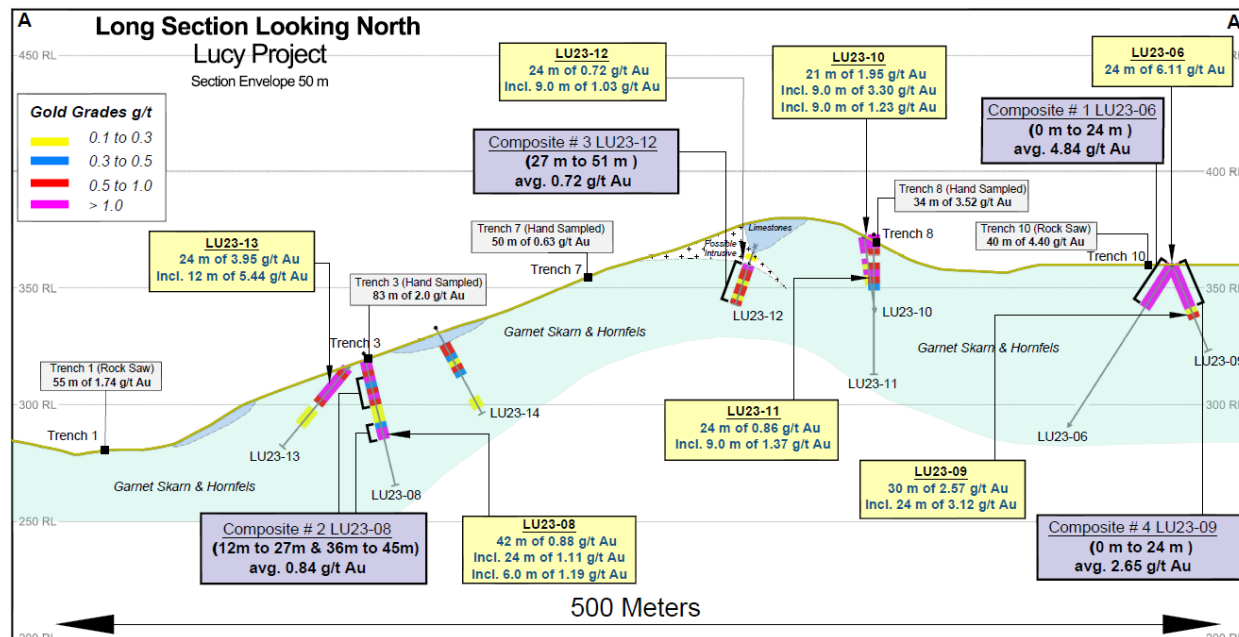 A
Long Section Looking North
Lucy Project
Section Envelope 50 m
A
450 RL
450 RL
400 RL
400 RL
350 RL
350 RL
300 RL
300 RL
250 RL
250 RL
200 RL
200 RL
Gold Grades g/t
0.1 to 0.3
0.3 to 0.5
0.5 to 1.0
> 1.0
LU23-12
24 m of 0.72 g/t Au
Incl. 9.0 m of 1.03 g/t Au
LU23-10
21 m of 1.95 g/t Au
Incl. 9.0 m of 3.30 g/t Au
Incl. 9.0 m of 1.23 g/t Au
LU23-06
24 m of 6.11 g/t Au
Composite # 1 LU23-06
(0 m to 24 m )
avg. 4.84 g/t Au
Composite # 3 LU23-12
(27 m to 51 m )
avg. 0.72 g/t Au
Trench 8 (Hand Sampled)
34 m of 3.52 g/t Au
Trench 7 (Hand Sampled)
50 m of 0.63 g/t Au
Trench 10 (Rock Saw)
40 m of 4.40 g/t Au
LU23-13
24 m of 3.95 g/t Au
Incl. 12 m of 5.44 g/t Au
Trench 3 (Hand Sampled)
83 m of 2.0 g/t Au
Trench 7
Limestones
Possible
Intrusive
Trench 8
Trench 10
LU23-12
LU23-10
LU23-11
LU23-09
LU23-06
Garnet Skarn & Hornfels
Garnet Skarn & Hornfels
Trench 3
Trench 1 (Rock Saw)
55 m of 1.74 g/t Au
Trench 1
LU23-13
LU23-14
LU23-08
Garnet Skarn & Hornfels
LU23-11
24 m of 0.86 g/t Au
Incl. 9.0 m of 1.37 g/t Au
LU23-09
30 m of 2.57 g/t Au
Incl. 24 m of 3.12 g/t Au
Composite # 2 LU23-08
(12m to 27m & 36m to 45m)
avg. 0.84 g/t Au
LU23-08
42 m of 0.88 g/t Au
Incl. 24 m of 1.11 g/t Au
Incl. 6.0 m of 1.19 g/t Au
Composite # 4 LU23-09
(0 m to 24 m )
avg. 2.65 g/t Au
500 Meters